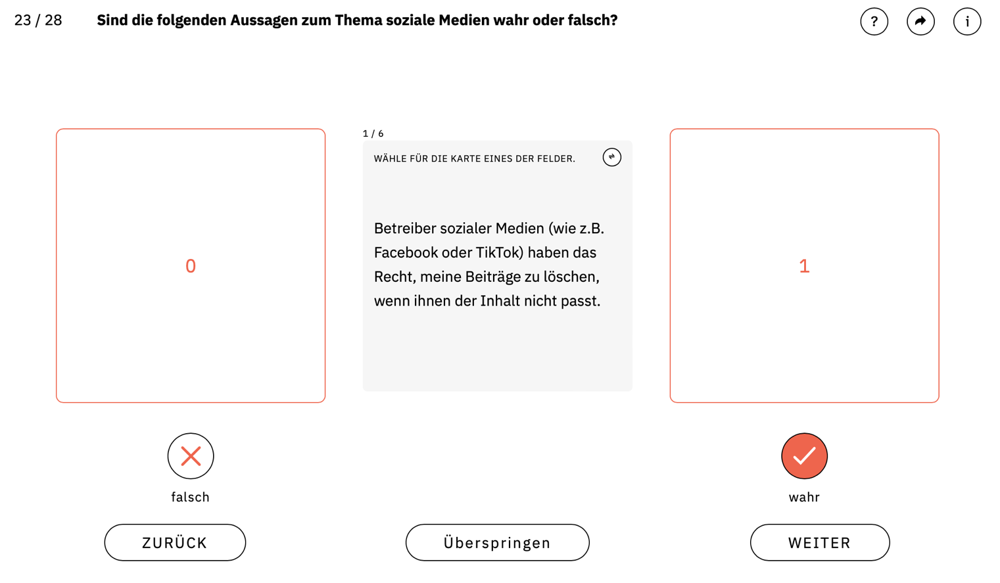 23 / 28
Sind die folgenden Aussagen zum Thema soziale Medien wahr oder falsch?
?
i
1 / 6
WÄHLE FÜR DIE KARTE EINES DER FELDER.
Betreiber sozialer Medien (wie z.B.
Facebook oder TikTok) haben das
Recht, meine Beiträge zu löschen,
wenn ihnen der Inhalt nicht passt.
0
1
falsch
wahr
ZURÜCK
Überspringen
WEITER